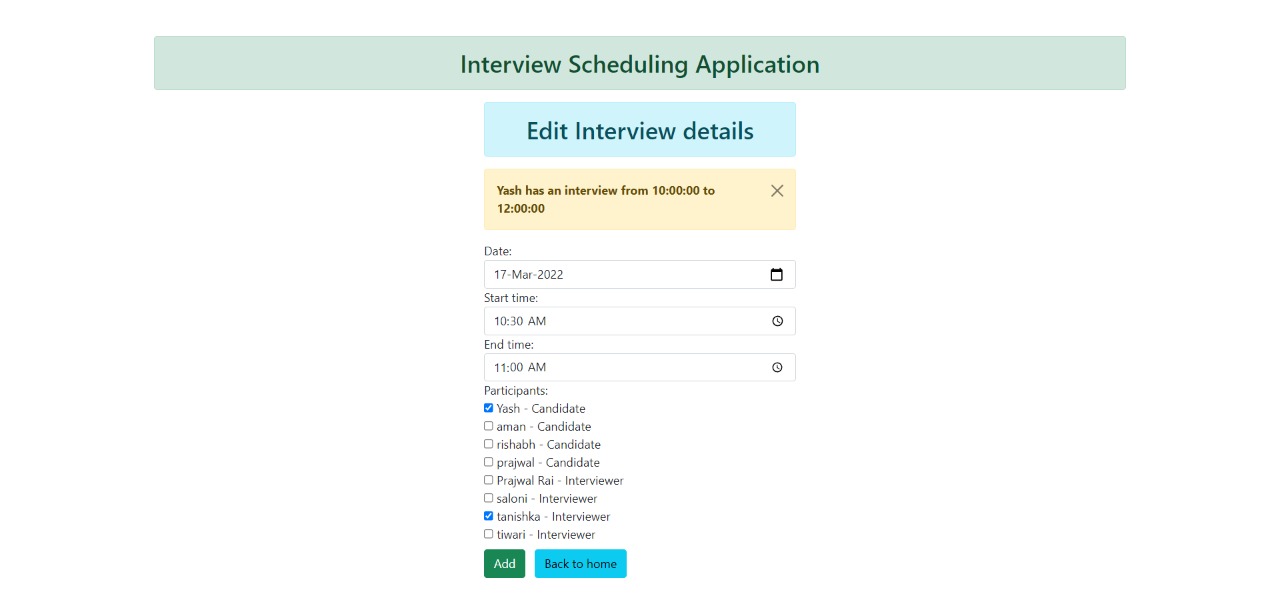 Interview Scheduling Application
Edit Interview details
Yash has an interview from 10:00:00 to
12:00:00
Date:
17-Mar-2022
Start time:
10:30 AM
End time:
11:00 AM
Participants:
Yash - Candidate
aman - Candidate
rishabh - Candidate
prajwal - Candidate
Prajwal Rai - Interviewer
saloni - Interviewer
tanishka - Interviewer
tiwari - Interviewer
Add Back to home